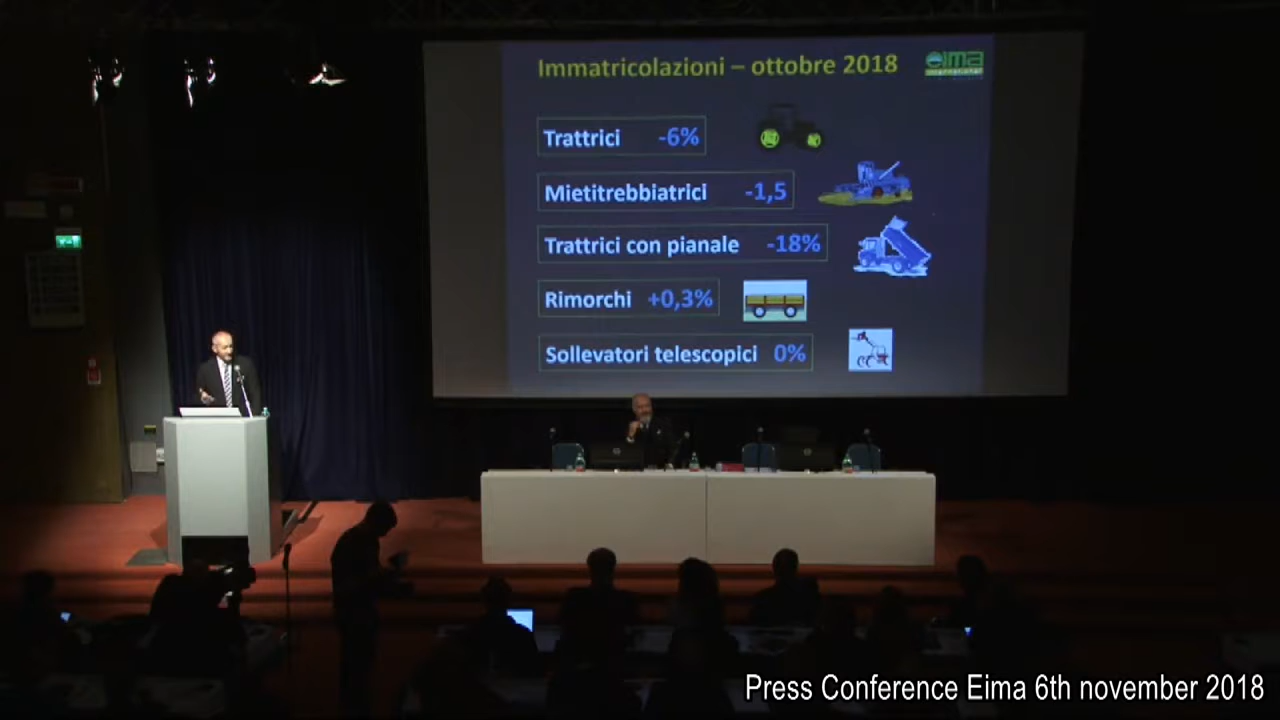 Immatricolazioni – ottobre 2018
eima
international
Trattrici -6%
Mietitrebbiatrici -1,5
Trattrici con pianale -18%
Rimorchi +0,3%
Sollevatori telescopici 0%
Press Conference Eima 6th november 2018